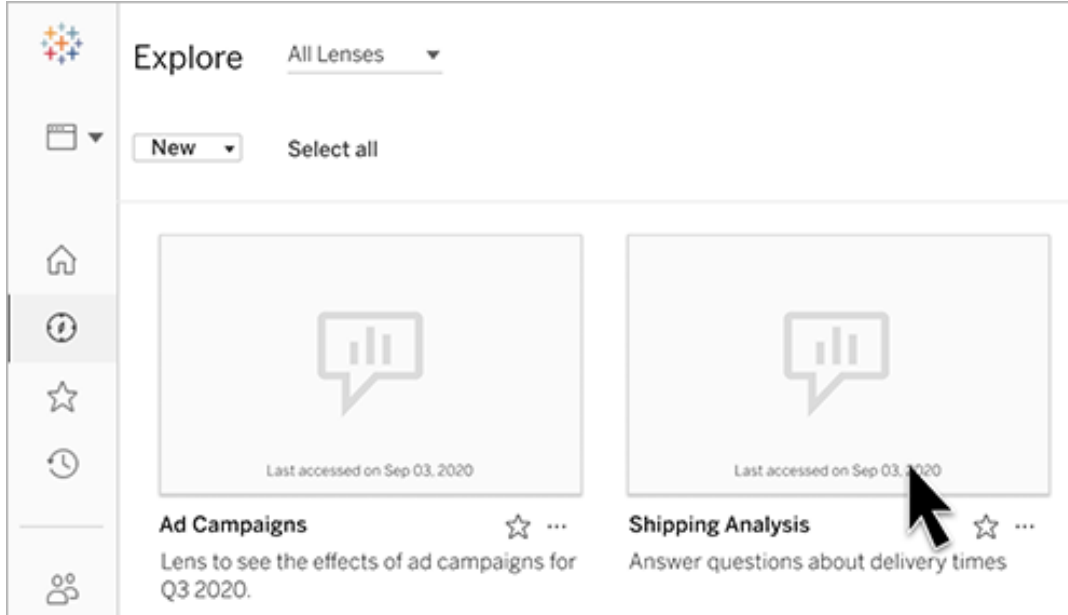 Explore
All Lenses
New
Select all
Last accessed on Sep 03, 2020
Last accessed on Sep 03, 2020
Ad Campaigns
...
Shipping Analysis
...
Lens to see the effects of ad campaigns for
Q3 2020.
Answer questions about delivery times